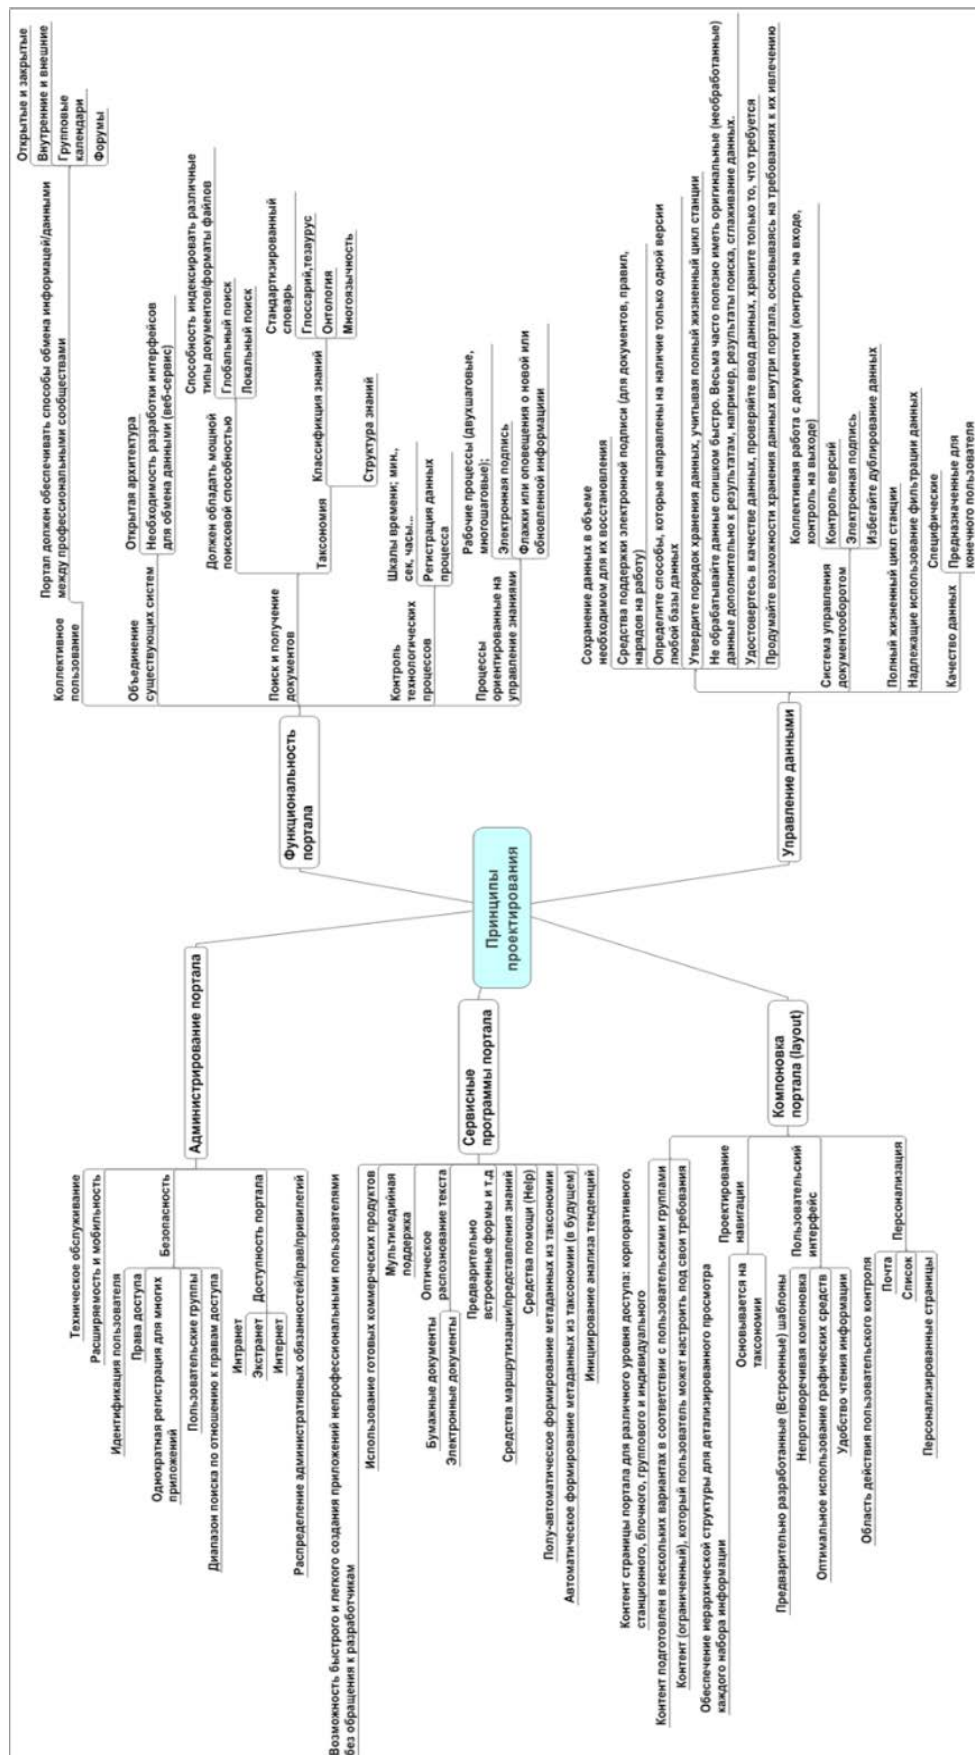 Принципы
проектирования
Администрирование портала
Техническое обслуживание
Расширяемость и мобильность
Безопасность
Идентификация пользователя
Права доступа
Однократная регистрация для многих
приложений
Пользовательские группы
Диапазон поиска по отношению к правам доступа
Доступность портала
Интранет
Экстранет
Интернет
Распределение административных обязанностей/прав/привилегий
Сервисные
программы портала
Возможность быстрого и легкого создания приложений непрофессиональными пользователями
без обращения к разработчикам
Использование готовых коммерческих продуктов
Мультимедийная
поддержка
Оптическое
распознование текста
Бумажные документы
Электронные документы
Предварительно
встроенные формы и т.д
Средства маршрутизации/представления знаний
Средства помощи (Help)
Полу-автоматическое формирование метаданных из таксономии
Автоматическое формирование метаданных из таксономии (в будущем)
Инициирование анализа тенденций
Компоновка
портала (layout)
Контент страницы портала для различного уровня доступа: корпоративного,
станционного, блочного, группового и индивидуального
Контент подготовлен в нескольких вариантах в соответствии с пользовательскими группами
Контент (ограниченный), который пользователь может настроить под свои требования
Проектирование
навигации
Обеспечение иерархической структуры для детализированного просмотра
каждого набора информации
Основывается на
таксономии
Пользовательский
интерфейс
Предварительно разработанные (Встроенные) шаблоны
Непротиворечивая компоновка
Оптимальное использование графических средств
Удобство чтения информации
Персонализация
Область действия пользовательского контроля
Почта
Список
Персонализированные страницы
Функциональность
портала
Коллективное
пользование
Портал должен обеспечивать способы обмена информацей/данными
между профессиональными сообществами
Открытые и закрытые
Внутренние и внешние
Групповые
календари
Форумы
Объединение
существующих систем
Открытая архитектура
Необходимость разработки интерфейсов
для обмена данными (веб-сервис)
Поиск и получение
документов
Должен обладать мощной
поисковой способностью
Способность индексировать различные
типы документов/форматы файлов
Глобальный поиск
Локальный поиск
Таксономия
Классификция знаний
Стандартизированный
словарь
Глоссарий,тезаурус
Онтология
Многоязычность
Структура знаний
Контроль
технологических
процессов
Шкалы времени; мин.,
сек, часы...
Регистрация данных
процесса
Процессы
ориентированные на
управление знаниями
Рабочие процессы (двухшаговые,
многошаговые);
Электронная подпись
Флажки или оповещения о новой или
обновленной информациии
Управление данными
Сохранение данных в объеме
необходимом для их восстановления
Средства поддержки электронной подписи (для документов, правил,
нарядов на работу)
Определите способы, которые направлены на наличие только одной версии
любой базы данных
Утвердите порядок хранения данных, учитывая полный жизненный цикл станции
Не обрабатывайте данные слишком быстро. Весьма часто полезно иметь оригинальные (необработанные)
данные дополнительно к результатам, например, результаты поиска, сглаживание данных.
Удостовертесь в качестве данных, проверяйте ввод данных, храните только то, что требуется
Продумайте возможности хранения данных внутри портала, основываясь на требованиях к их ивлечению
Система управления
документооборотом
Коллективная работа с документом (контроль на входе,
контроль на выходе)
Контроль версий
Электронная подпись
Избегайте дублирование данных
Полный жизненный цикл станции
Надлежащие использование фильтрации данных
Качество данных
Специфические
Предназначенные для
конечного пользователя